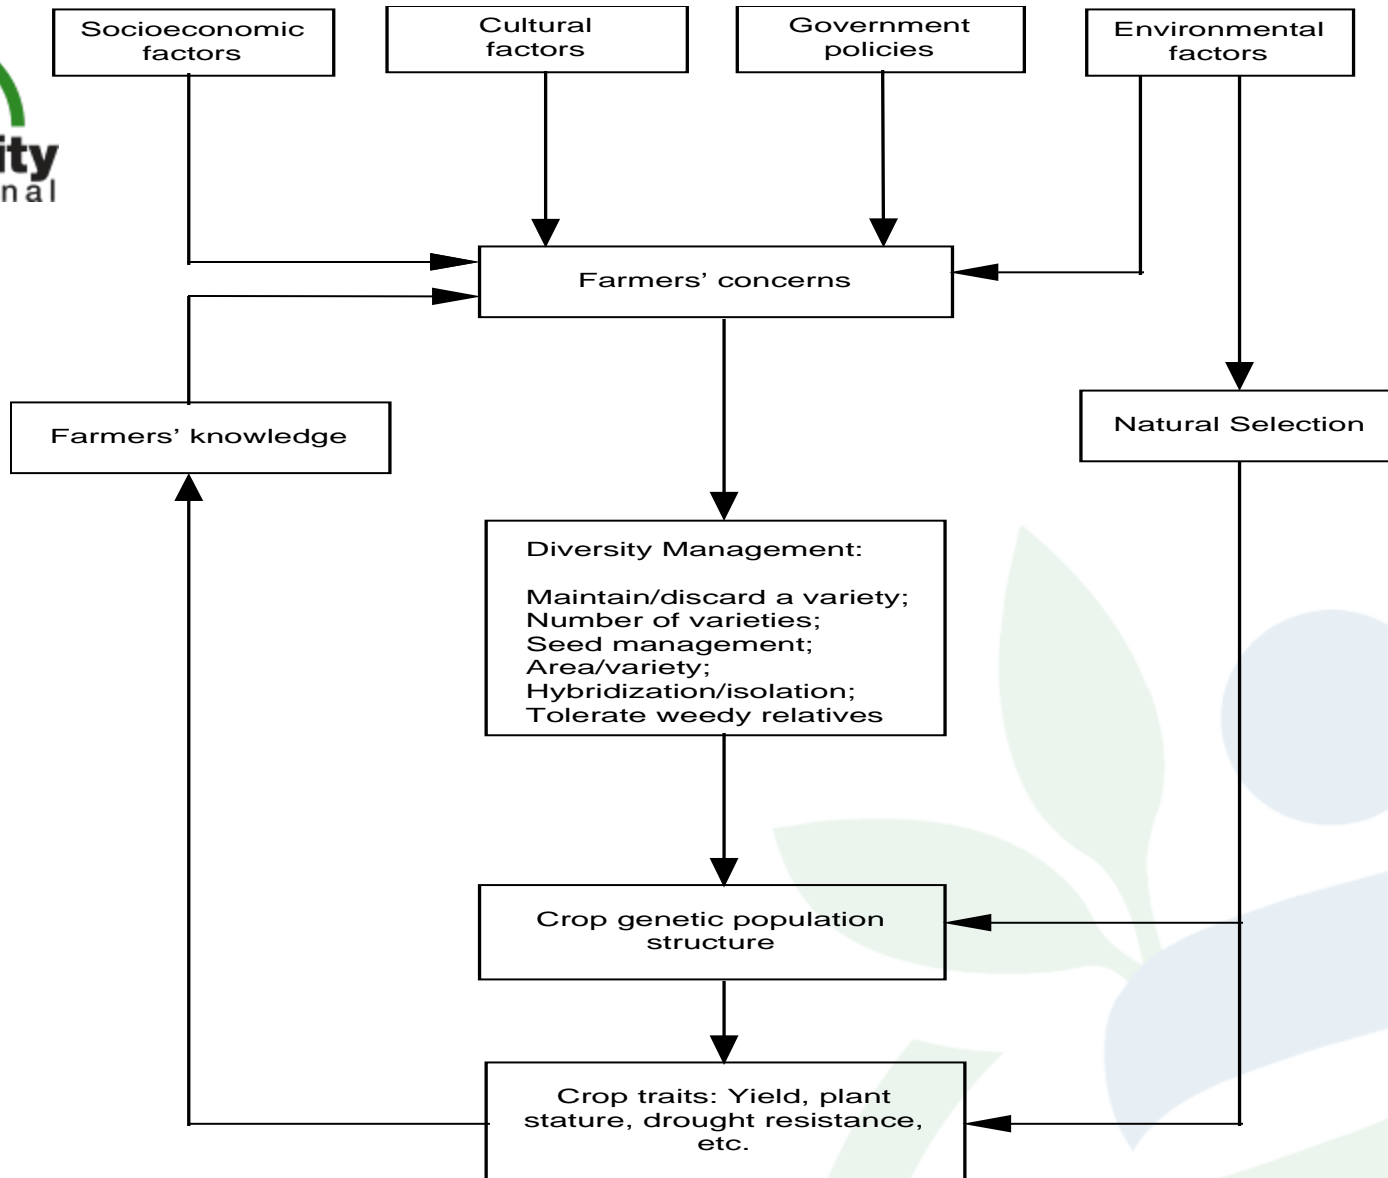 Socioeconomic
factors
Cultural
factors
Government
policies
Environmental
factors
ity
nal
Farmers’ concerns
Farmers’ knowledge
Natural Selection
Diversity Management:
Maintain/discard a variety;
Number of varieties;
Seed management;
Area/variety;
Hybridization/isolation;
Tolerate weedy relatives
Crop genetic population
structure
Crop traits: Yield, plant
stature, drought resistance,
etc.